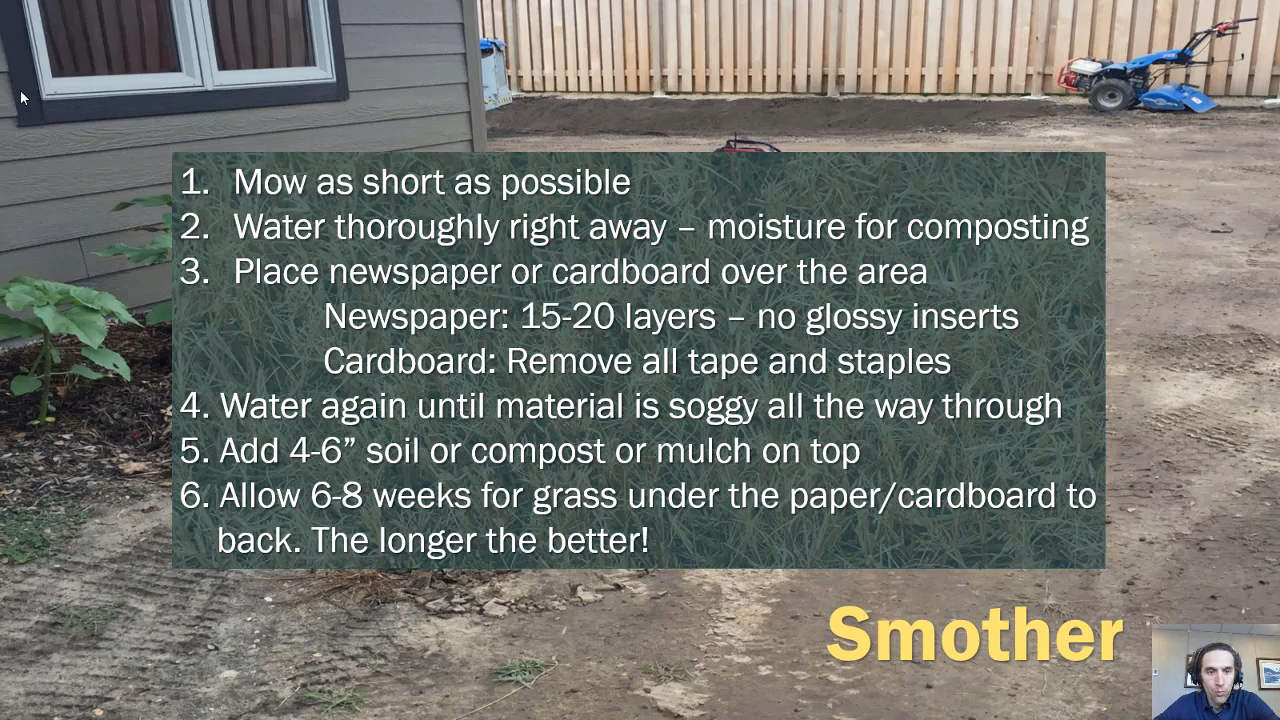 1. Mow as short as possible
2. Water thoroughly right away – moisture for composting
3. Place newspaper or cardboard over the area
Newspaper: 15-20 layers – no glossy inserts
Cardboard: Remove all tape and staples
4. Water again until material is soggy all the way through
5. Add 4-6” soil or compost or mulch on top
6. Allow 6-8 weeks for grass under the paper/cardboard to
back. The longer the better!
Smother